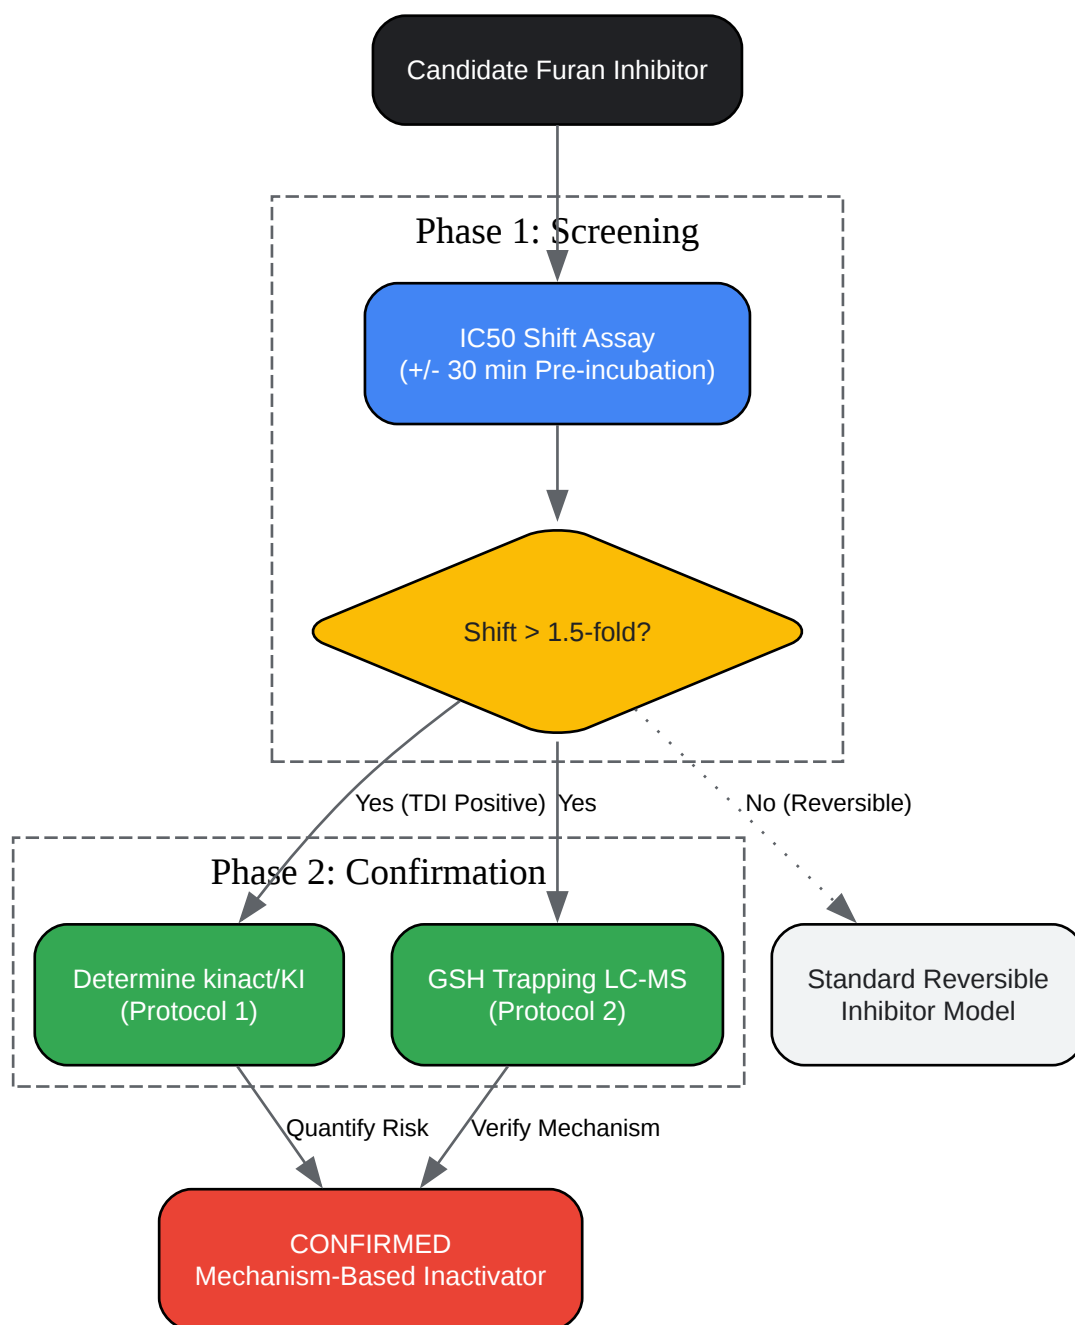 Candidate Furan Inhibitor
Phase 1: Screening
IC50 Shift Assay
(+/- 30 min Pre-incubation)
Shift > 1.5-fold?
Yes (TDI Positive)
Yes
No (Reversible)
Phase 2: Confirmation
Determine kinact/KI
(Protocol 1)
GSH Trapping LC-MS
(Protocol 2)
Standard Reversible
Inhibitor Model
Quantify Risk
Verify Mechanism
CONFIRMED
Mechanism-Based Inactivator